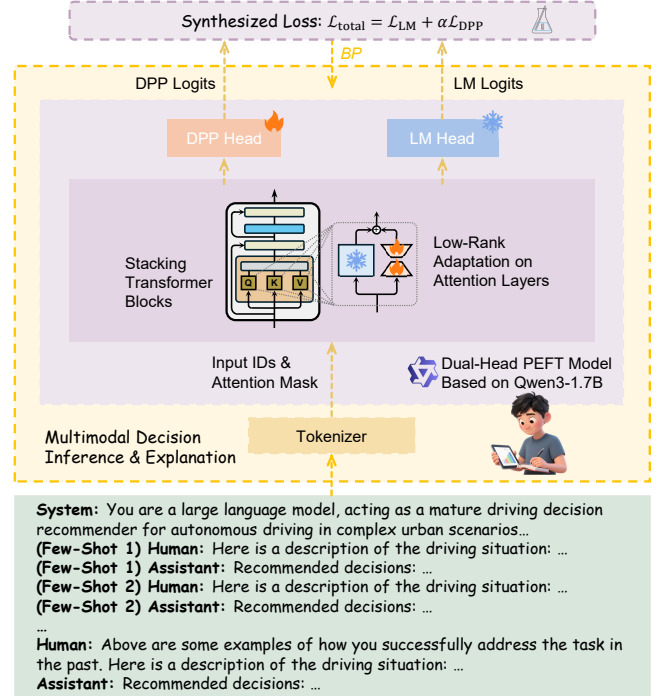 Synthesized Loss: ℒ_total = ℒ_LM + αℒ_DPP
BP
DPP Logits
LM Logits
DPP Head
LM Head
Stacking
Transformer
Blocks
Q K V
Low-Rank
Adaptation on
Attention Layers
Input IDs &
Attention Mask
Dual-Head PEFT Model
Based on Qwen3-1.7B
Multimodal Decision
Inference & Explanation
Tokenizer
System: You are a large language model, acting as a mature driving decision
recommender for autonomous driving in complex urban scenarios…
(Few-Shot 1) Human: Here is a description of the driving situation: …
(Few-Shot 1) Assistant: Recommended decisions: …
(Few-Shot 2) Human: Here is a description of the driving situation: …
(Few-Shot 2) Assistant: Recommended decisions: …
…
Human: Above are some examples of how you successfully address the task in
the past. Here is a description of the driving situation: …
Assistant: Recommended decisions: …